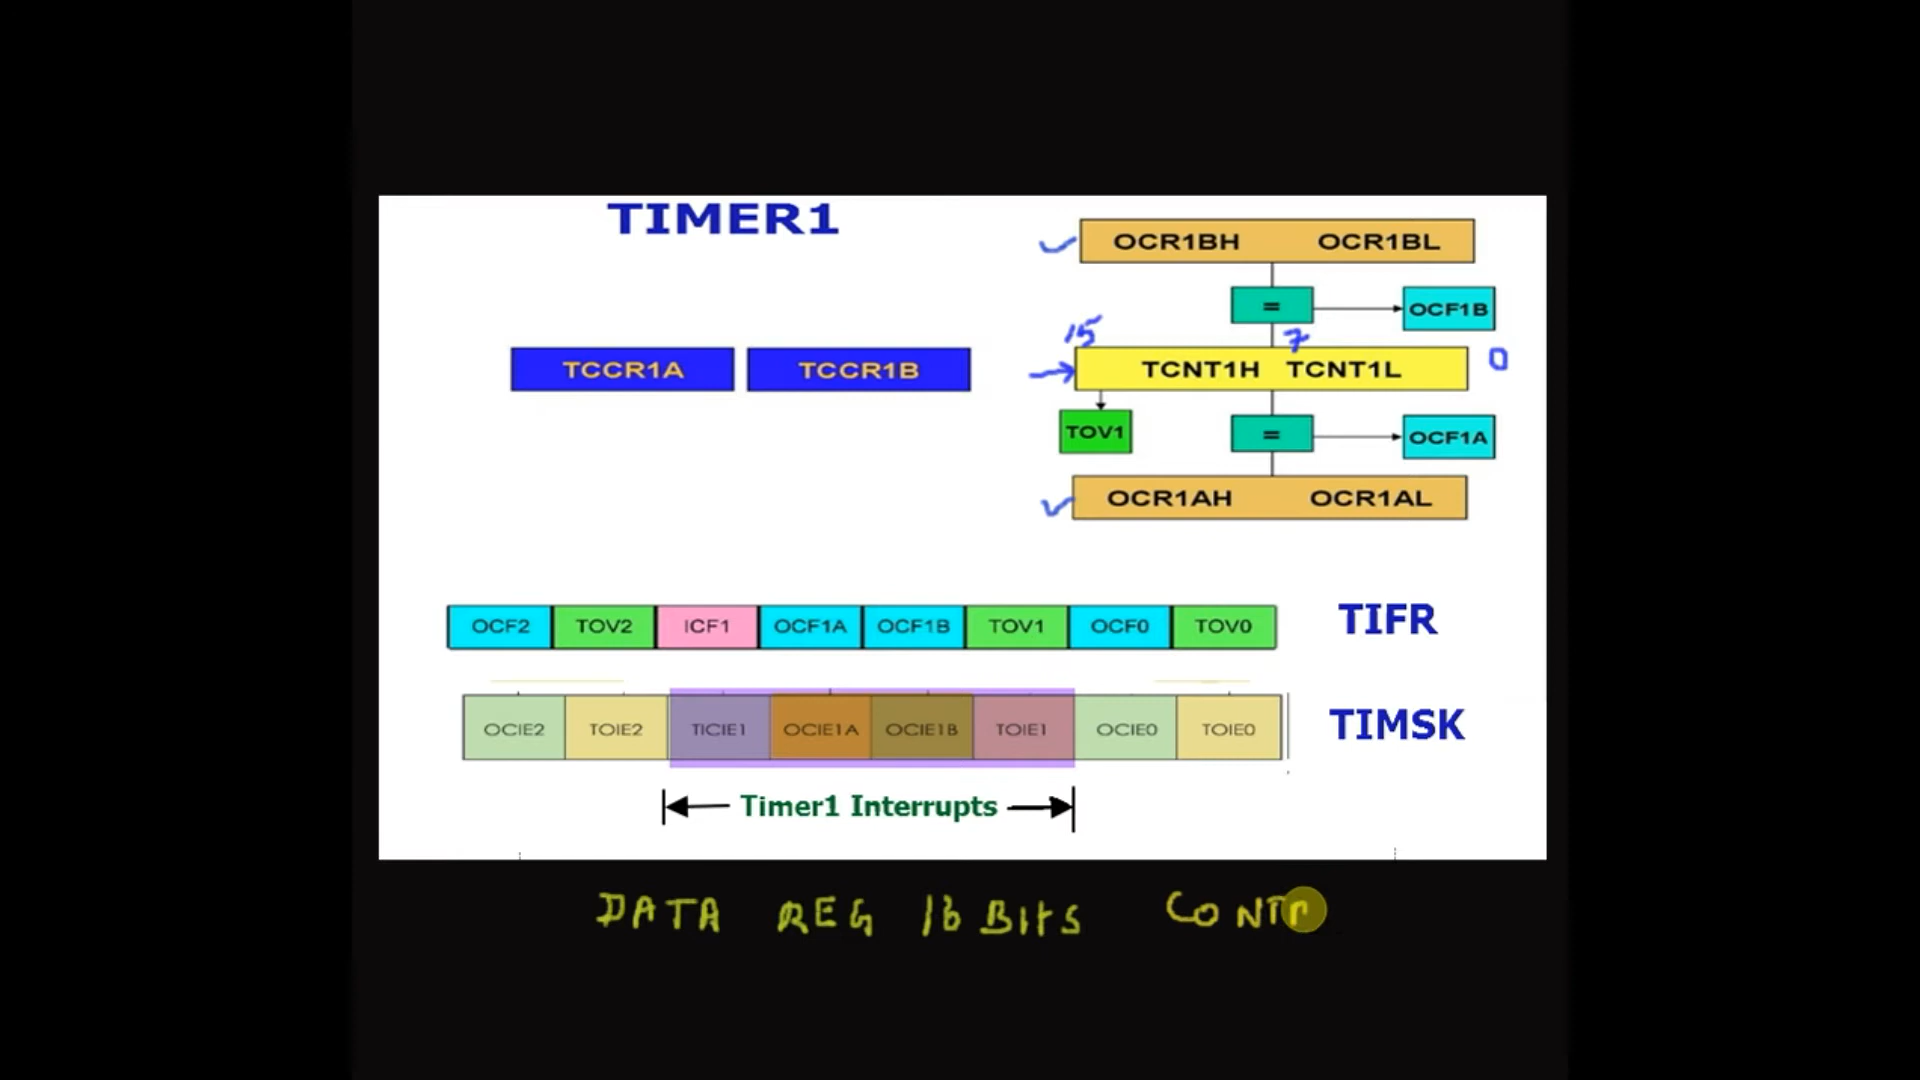 TIMER1
OCR1BH OCR1BL
= OCF1B
15 7
TCCR1A TCCR1B TCNT1H TCNT1L 0
TOV1 = OCF1A
OCR1AH OCR1AL
OCF2 TOV2 ICF1 OCF1A OCF1B TOV1 OCF0 TOV0 TIFR
OCIE2 TOIE2 TICIE1 OCIE1A OCIE1B TOIE1 OCIE0 TOIE0 TIMSK
Timer1 Interrupts
DATA REG 16 BITS CONTR